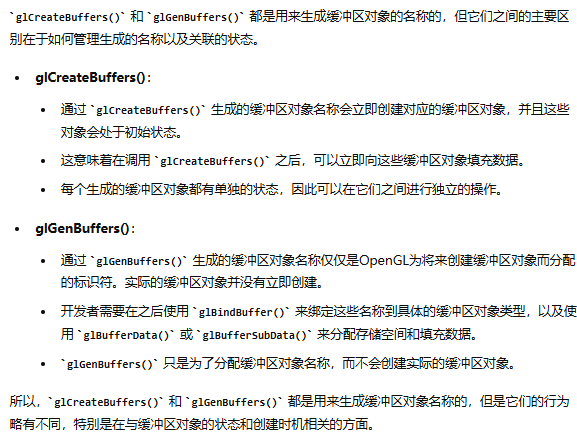 `glCreateBuffers()` 和 `glGenBuffers()` 都是用来生成缓冲区对象的名称的，但它们之间的主要区
别在于如何管理生成的名称以及关联的状态。
• glCreateBuffers()：
• 通过 `glCreateBuffers()` 生成的缓冲区对象名称会立即创建对应的缓冲区对象，并且这些
对象会处于初始状态。
• 这意味着在调用 `glCreateBuffers()` 之后，可以立即向这些缓冲区对象填充数据。
• 每个生成的缓冲区对象都有单独的状态，因此可以在它们之间进行独立的操作。
• glGenBuffers()：
• 通过 `glGenBuffers()` 生成的缓冲区对象名称仅仅是OpenGL为将来创建缓冲区对象而分配
的标识符。实际的缓冲区对象并没有立即创建。
• 开发者需要在之后使用 `glBindBuffer()` 来绑定这些名称到具体的缓冲区对象类型，以及使
用 `glBufferData()` 或 `glBufferSubData()` 来分配存储空间和填充数据。
• `glGenBuffers()` 只是为了分配缓冲区对象名称，而不会创建实际的缓冲区对象。
所以，`glCreateBuffers()` 和 `glGenBuffers()` 都是用来生成缓冲区对象名称的，但是它们的行为
略有不同，特别是在与缓冲区对象的状态和创建时机相关的方面。